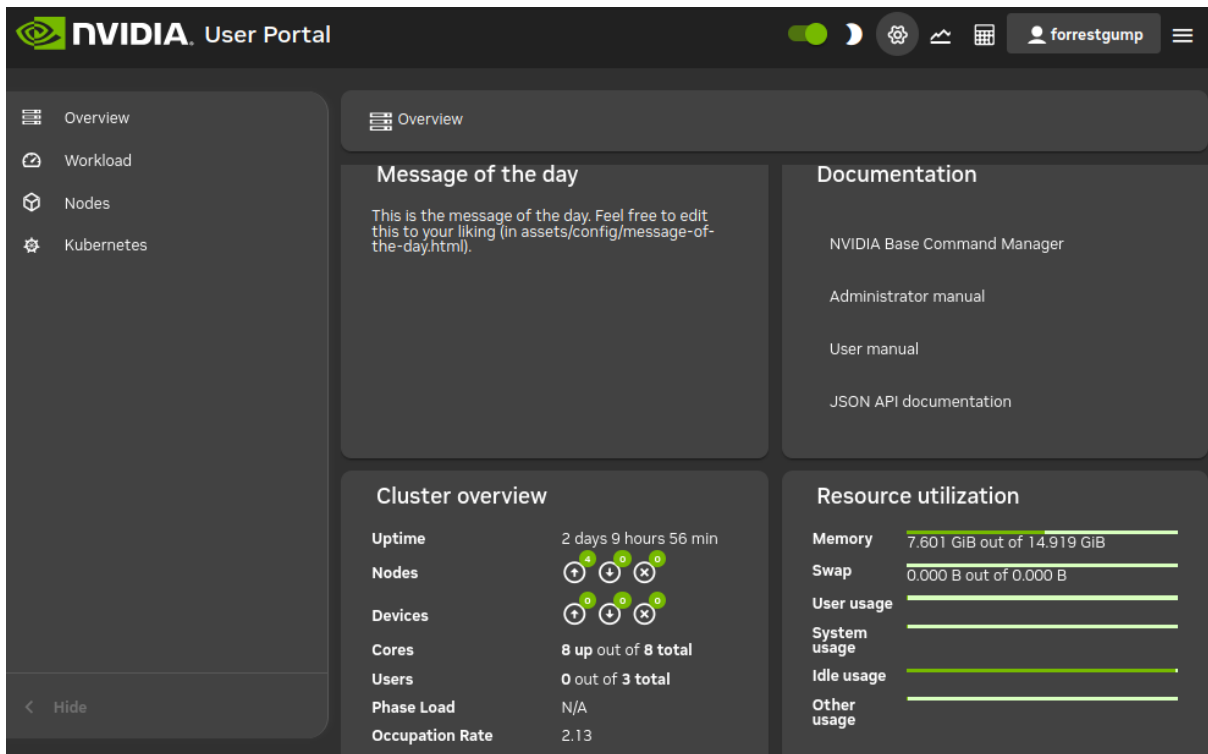 NVIDIA. User Portal
forrestgump
Overview
Workload
Nodes
Kubernetes
Hide
Overview
Message of the day
This is the message of the day. Feel free to edit
this to your liking (in assets/config/message-of-
the-day.html).
Documentation
NVIDIA Base Command Manager
Administrator manual
User manual
JSON API documentation
Cluster overview
Uptime 2 days 9 hours 56 min
Nodes 4 0 0
Devices 0 0 0
Cores 8 up out of 8 total
Users 0 out of 3 total
Phase Load N/A
Occupation Rate 2.13
Resource utilization
Memory 7.601 GiB out of 14.919 GiB
Swap 0.000 B out of 0.000 B
User usage
System
usage
Idle usage
Other
usage